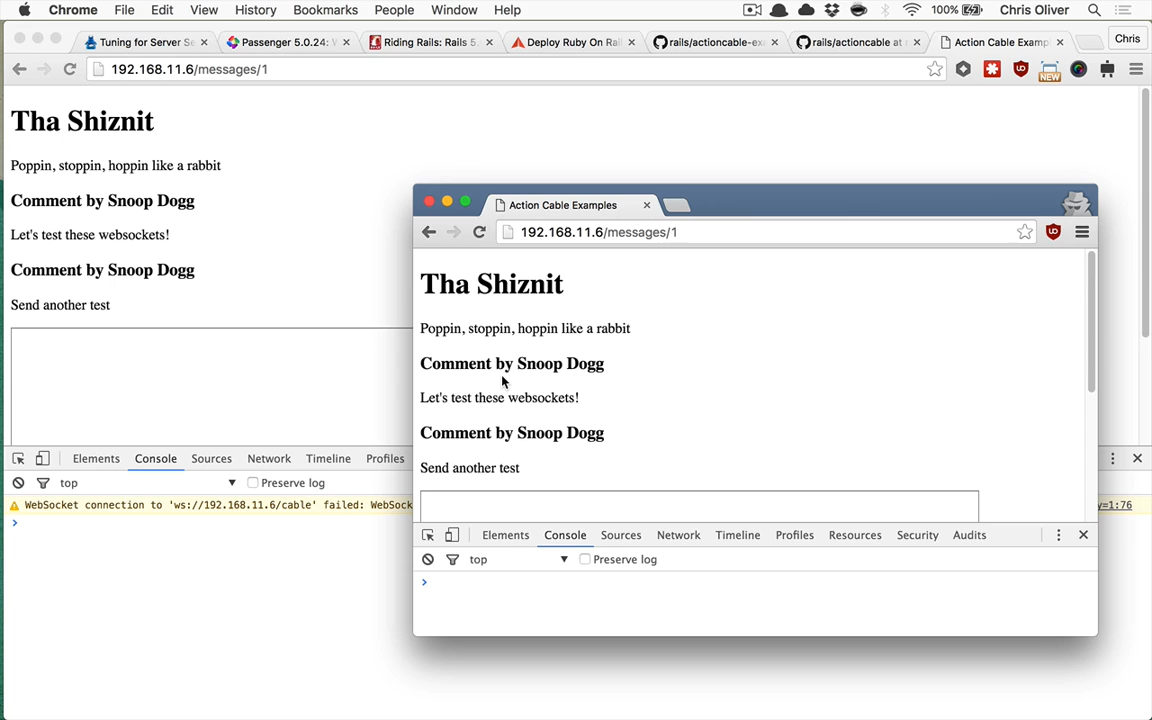 Chrome File Edit View History Bookmarks People Window Help 100% Chris Oliver
Tuning for Server Se Passenger 5.0.24: W Riding Rails: Rails 5. Deploy Ruby On Rail rails/actioncable-ex rails/actioncable at Action Cable Examp Chris
192.168.11.6/messages/1 NEW
Tha Shiznit
Poppin, stoppin, hoppin like a rabbit
Comment by Snoop Dogg
Let's test these websockets!
Comment by Snoop Dogg
Send another test
Elements Console Sources Network Timeline Profiles
top Preserve log
WebSocket connection to 'ws://192.168.11.6/cable' failed: WebSock y=1:76
Action Cable Examples
192.168.11.6/messages/1
Tha Shiznit
Poppin, stoppin, hoppin like a rabbit
Comment by Snoop Dogg
Let's test these websockets!
Comment by Snoop Dogg
Send another test
Elements Console Sources Network Timeline Profiles Resources Security Audits
top Preserve log